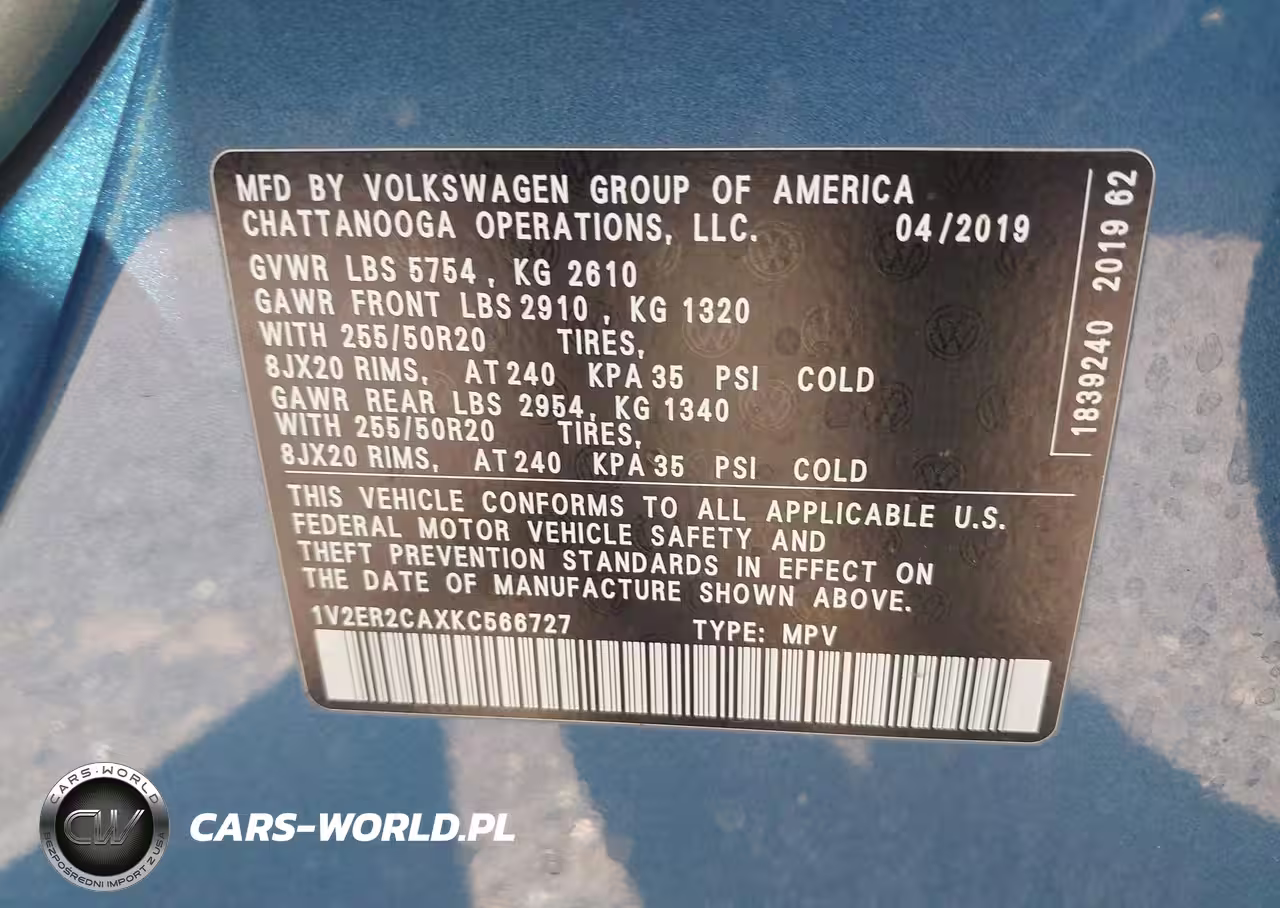 MFD BY VOLKSWAGEN GROUP OF AMERICA
CHATTANOOGA OPERATIONS, LLC. 04/2019
GVWR LBS 5754, KG 2610
GAWR FRONT LBS 2910, KG 1320
WITH 255/50R20 TIRES,
8JX20 RIMS, AT 240 KPA 35 PSI COLD
GAWR REAR LBS 2954, KG 1340
WITH 255/50R20 TIRES,
8JX20 RIMS, AT 240 KPA 35 PSI COLD
THIS VEHICLE CONFORMS TO ALL APPLICABLE U.S.
FEDERAL MOTOR VEHICLE SAFETY AND
THEFT PREVENTION STANDARDS IN EFFECT ON
THE DATE OF MANUFACTURE SHOWN ABOVE.
1V2ER2CAXKC566727 TYPE: MPV
1839240 2019 62
CARS-WORLD
CW
BEZPOŚREDNI IMPORT Z USA
CARS-WORLD.PL